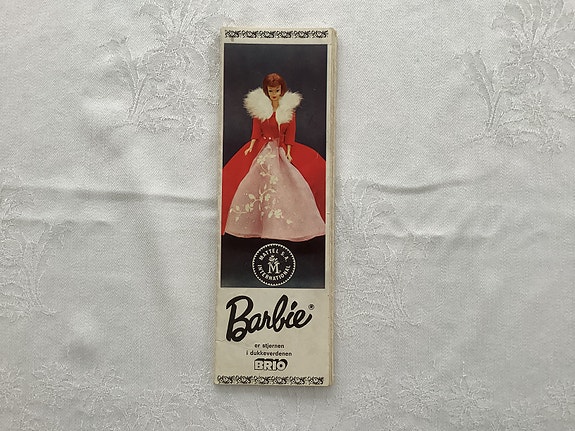 MATTEL S.A.
M
INTERNATIONAL
Barbie®
er stjernen
i dukkeverdenen
BRIO